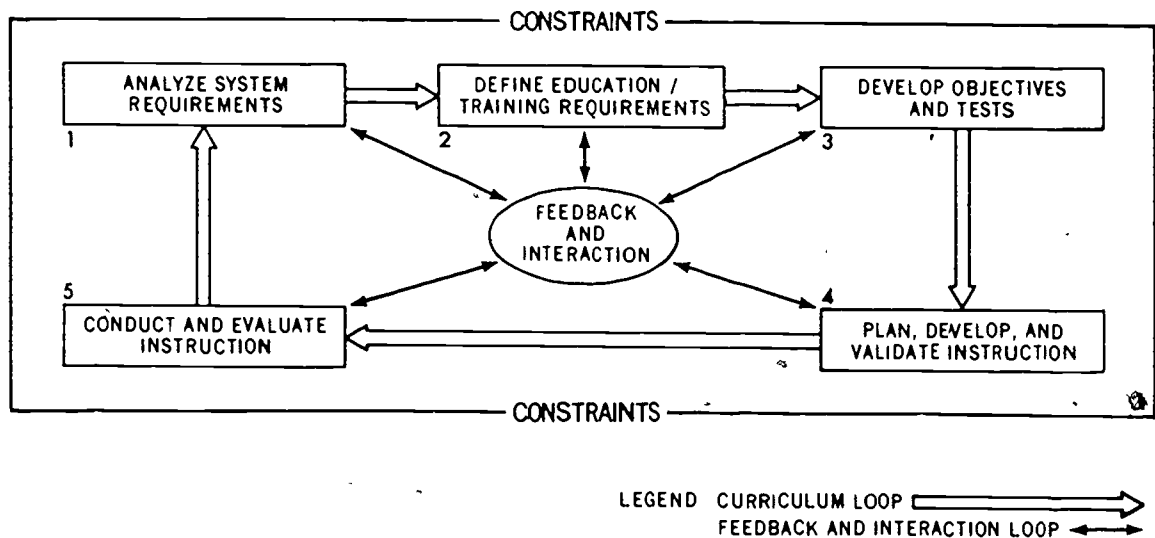 CONSTRAINTS
ANALYZE SYSTEM
REQUIREMENTS
1
DEFINE EDUCATION /
TRAINING REQUIREMENTS
2
DEVELOP OBJECTIVES
AND TESTS
3
FEEDBACK
AND
INTERACTION
5
CONDUCT AND EVALUATE
INSTRUCTION
4
PLAN, DEVELOP, AND
VALIDATE INSTRUCTION
CONSTRAINTS
LEGEND CURRICULUM LOOP
FEEDBACK AND INTERACTION LOOP